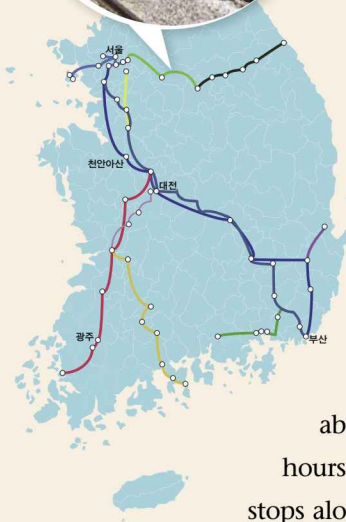 서울
천안아산
대전
광주
부산
ab
hours
stops alo